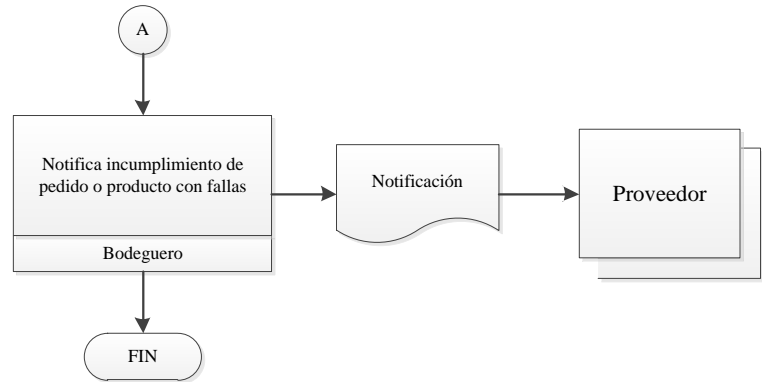 A
Notifica incumplimiento de
pedido o producto con fallas
Bodeguero
Notificación
Proveedor
FIN